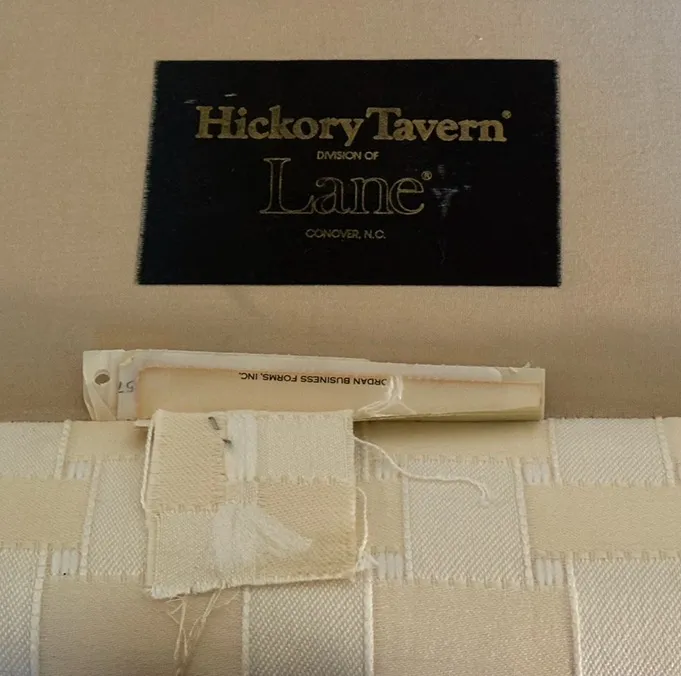 Hickory Tavern®
DIVISION OF
Lane®
CONOVER, N.C.
ORDAN BUSINESS FORMS, INC.